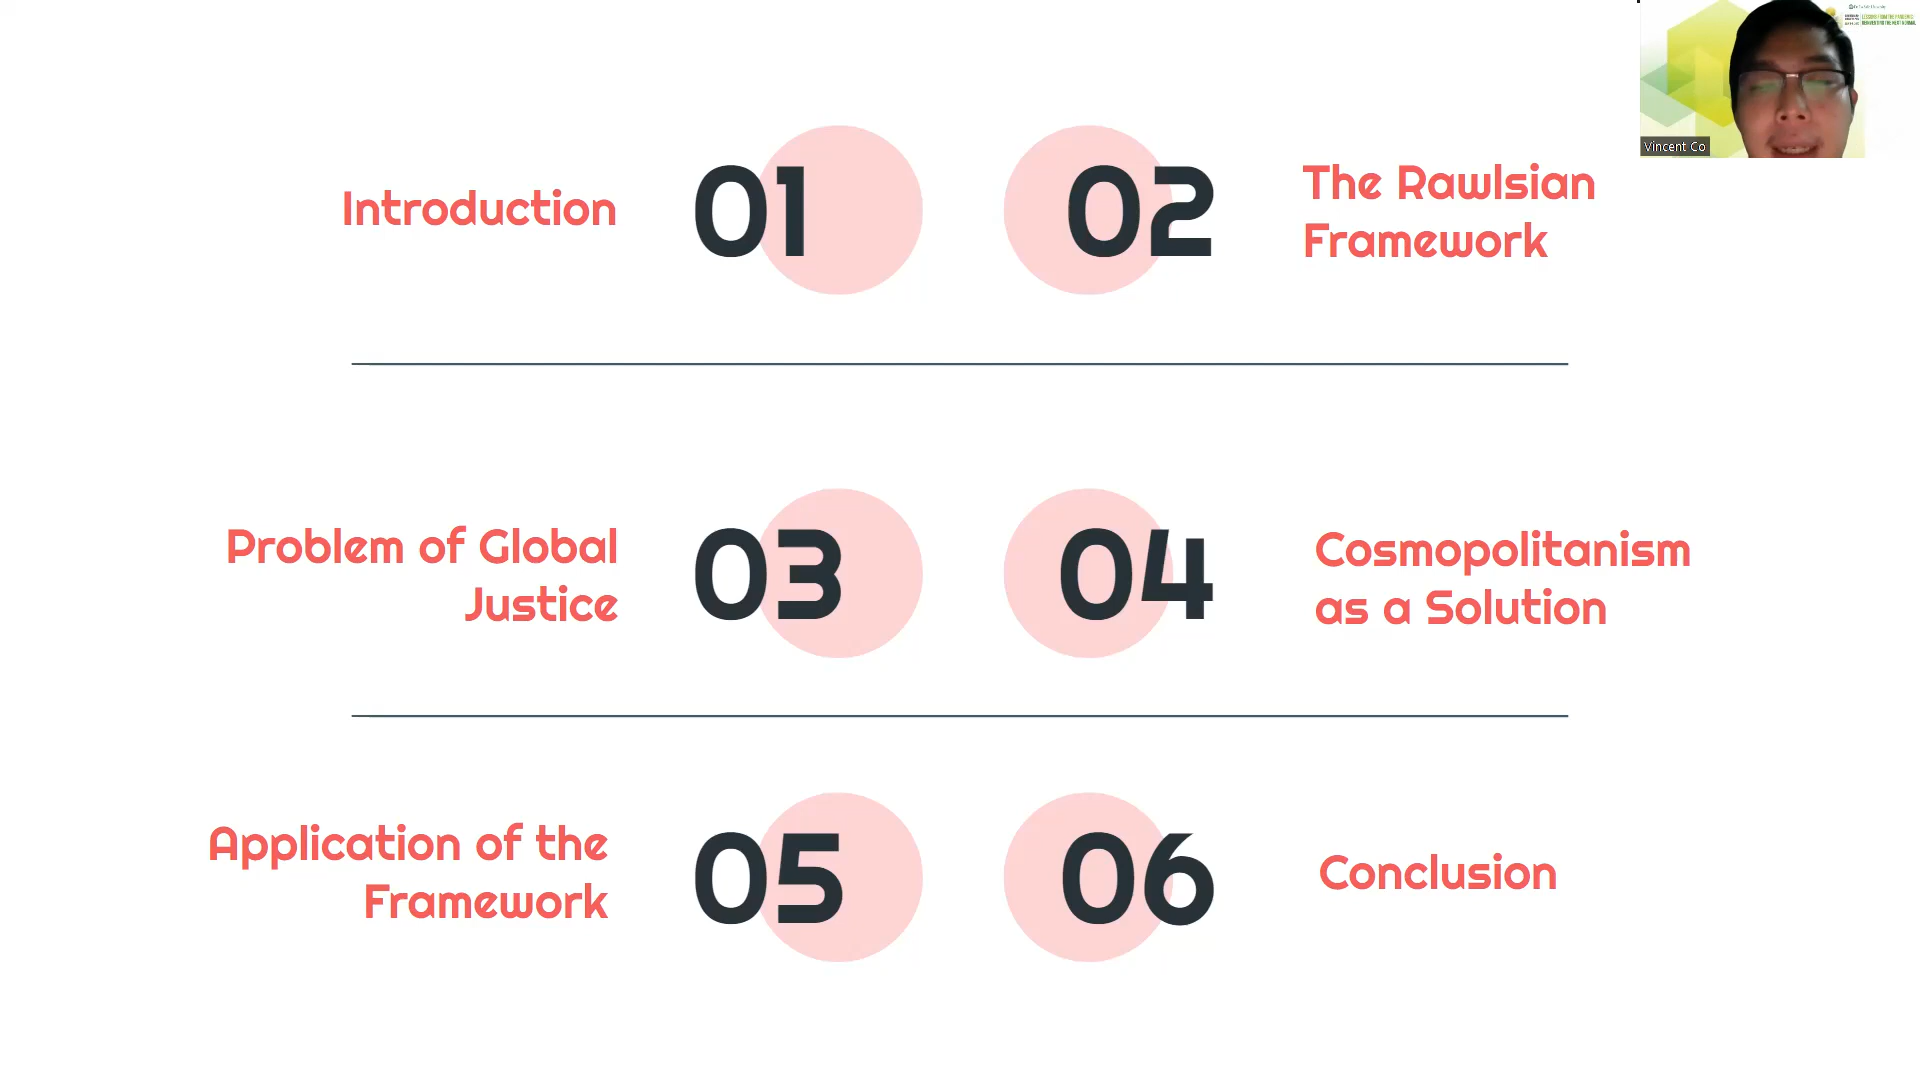 Vincent Co
Introduction
01
02
The Rawlsian
Framework
Problem of Global
Justice
03
04
Cosmopolitanism
as a Solution
Application of the
Framework
05
06
Conclusion